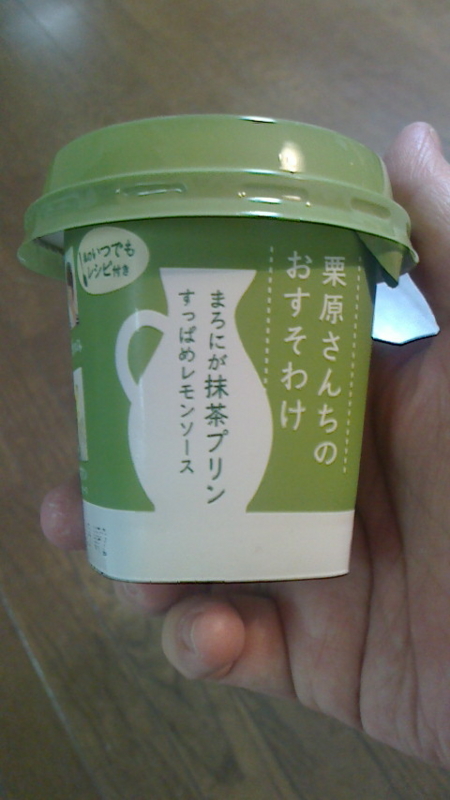 栗原さんちの
おすそわけ
まろにが抹茶プリン
すっぱめレモンソース
いつでも
レシピ付き